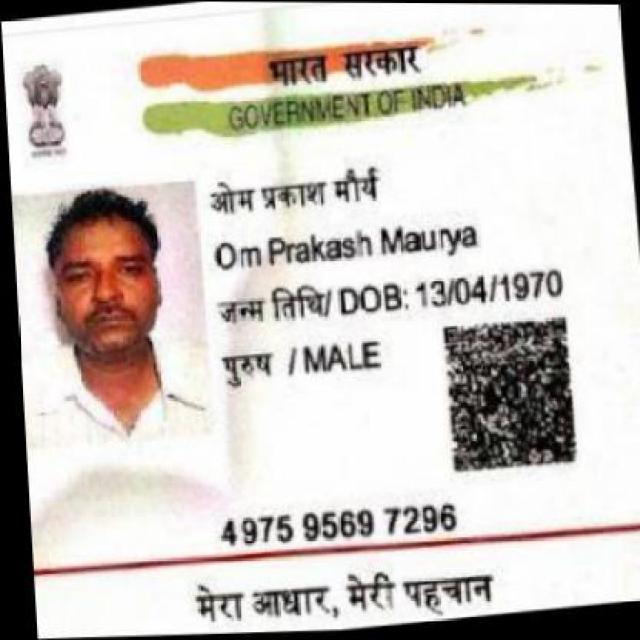 भारत सरकार
GOVERNMENT OF INDIA
ओम प्रकाश मौर्य
Om Prakash Maurya
जन्म तिथि/ DOB: 13/04/1970
पुरुष / MALE
4975 9569 7296
मेरा आधार, मेरी पहचान